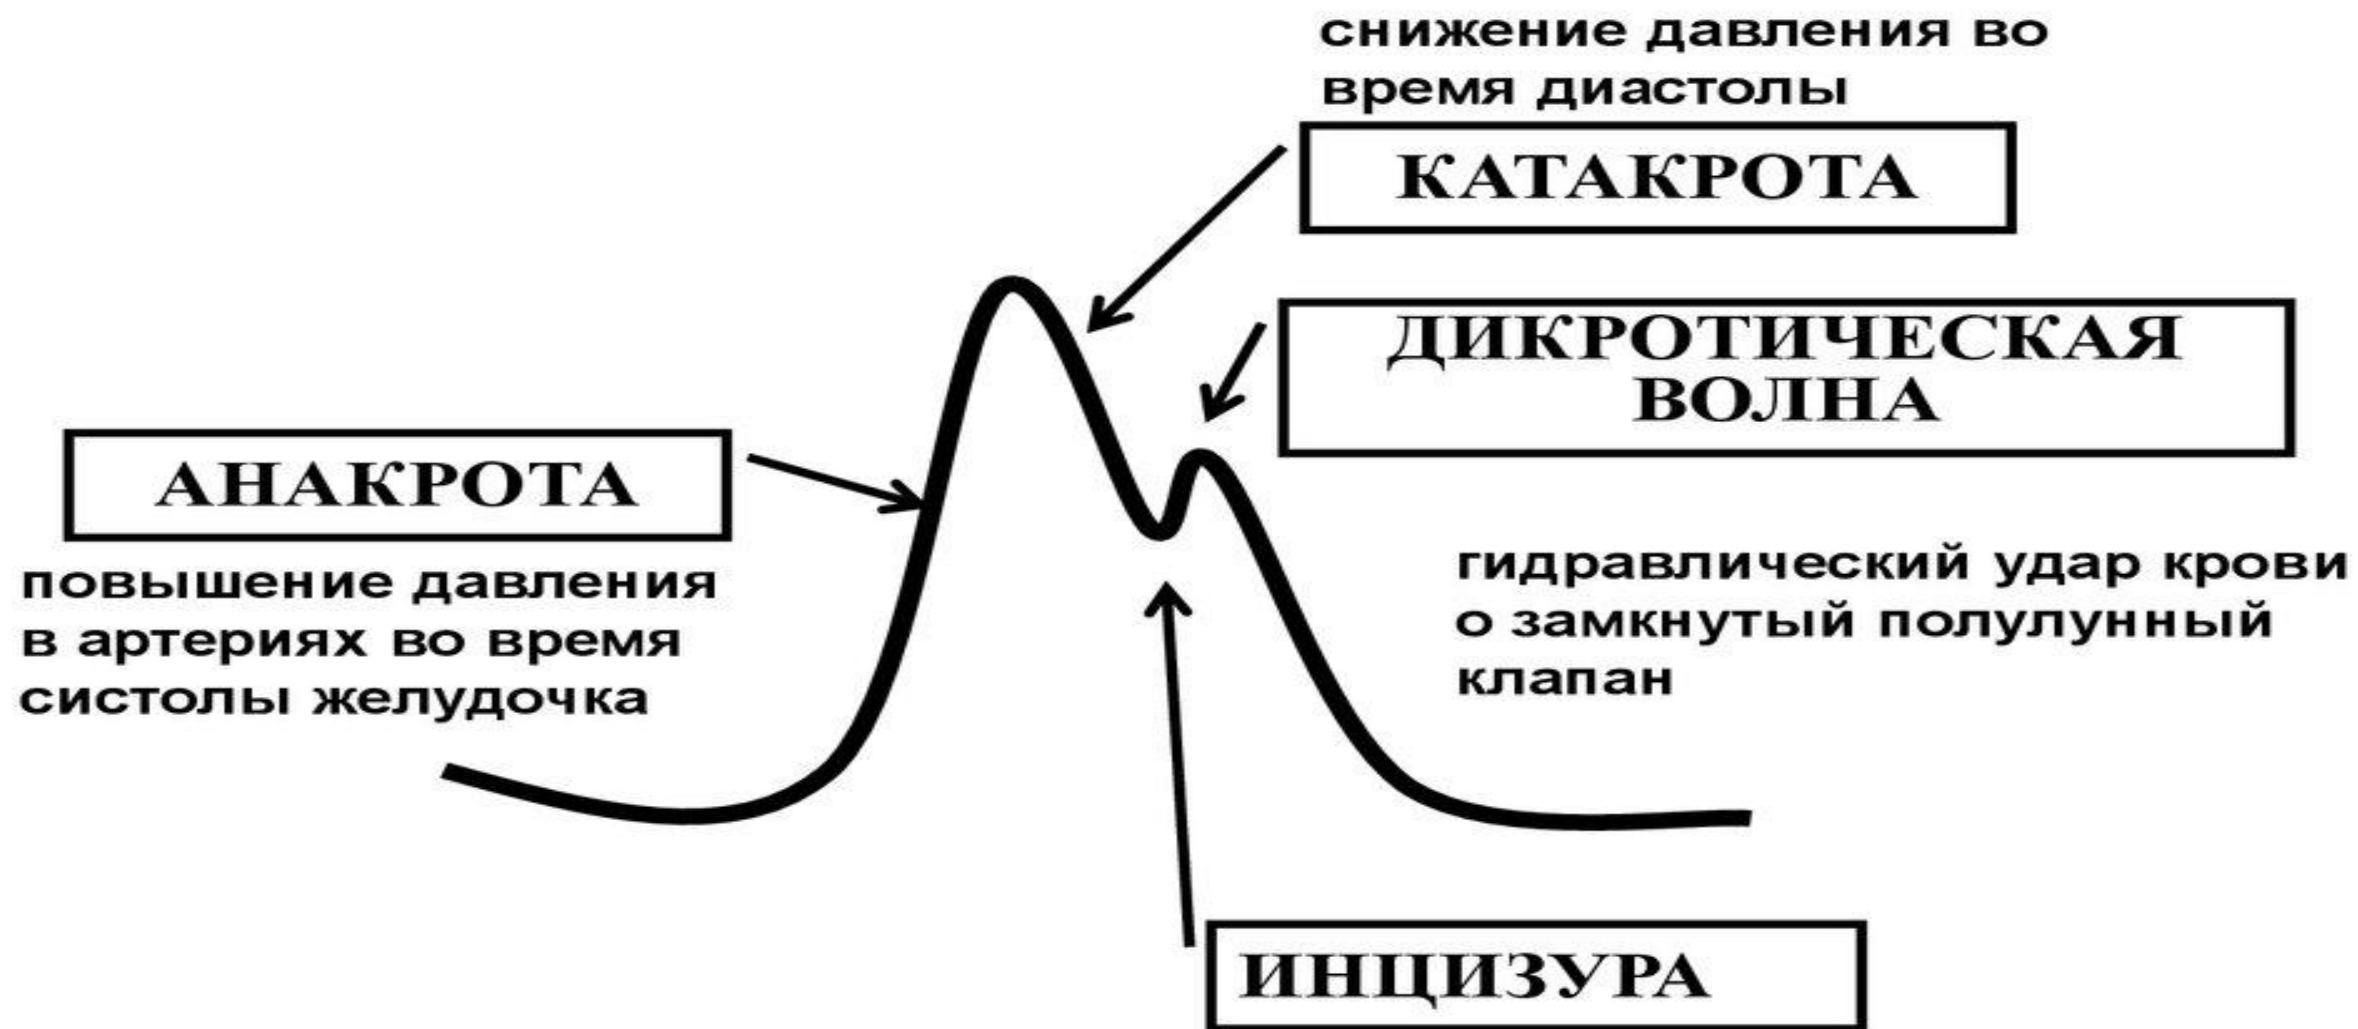 снижение давления во
время диастолы
КАТАКРОТА
ДИКРОТИЧЕСКАЯ
ВОЛНА
АНАКРОТА
повышение давления
в артериях во время
систолы желудочка
гидравлический удар крови
о замкнутый полулунный
клапан
ИНЦИЗУРА